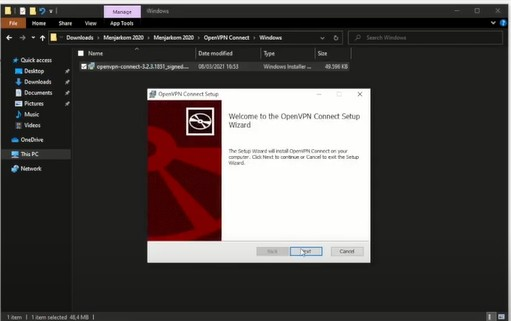 Manage
Windows
File
Home
Share
View
App Tools
Downloads > Menjarkom 2020 > Menjarkom 2020 > OpenVPN Connect > Windows
Search Windows
Name
Date modified
Type
Size
Quick access
Desktop
Downloads
Documents
Pictures
Music
Videos
OneDrive
This PC
Network
openvpn-connect-3.2.3.1851_signed....
08/03/2021 18:53
Windows Installer ...
49.596 KB
OpenVPN Connect Setup
Welcome to the OpenVPN Connect Setup
Wizard
The Setup Wizard will install OpenVPN Connect on your
computer. Click Next to continue or Cancel to exit the Setup
Wizard.
Back
Next
Cancel
1 item
1 item selected 48,4 MB